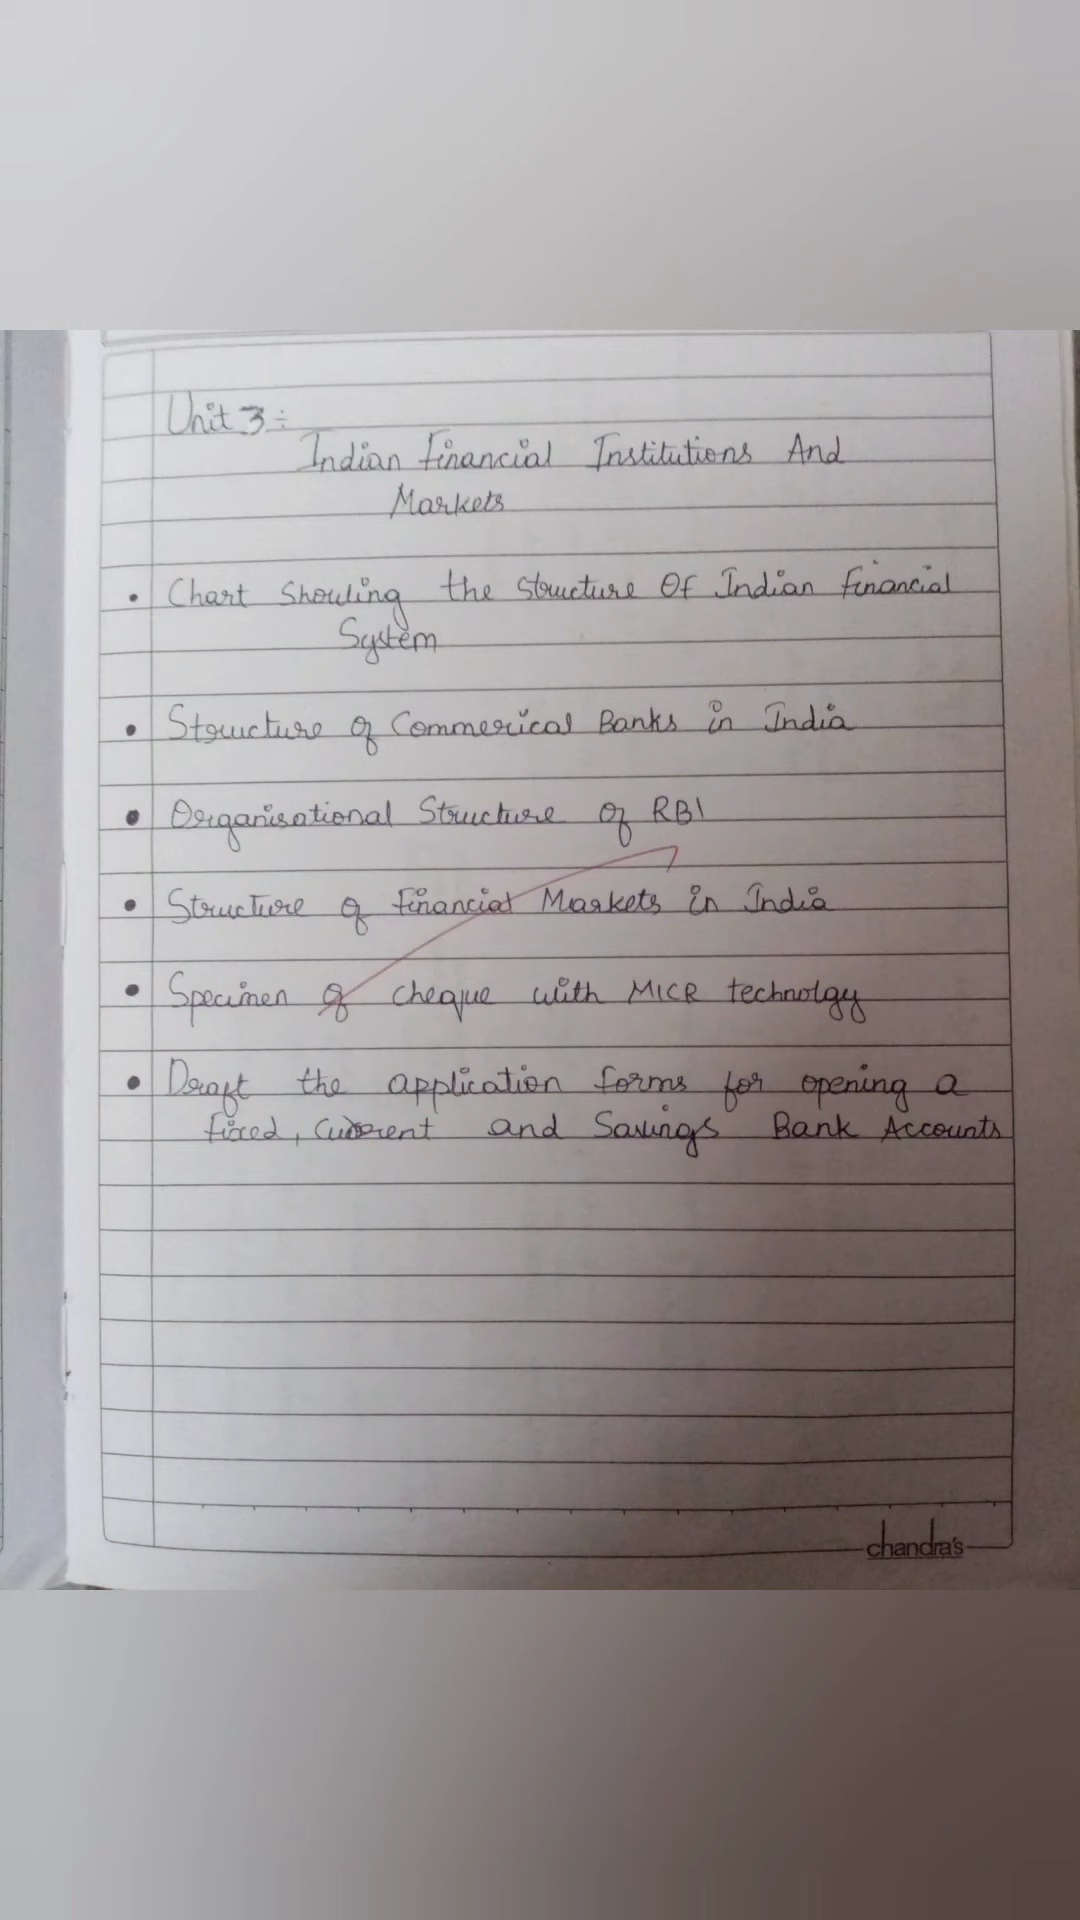 Unit 3 :-
Indian Financial Institutions And
Markets
• Chart Showling the Structure Of Indian Financial
System
• Structure of Commerical Banks in India
• Organisational Structure of RBI
• Structure of Financial Markets in India
• Specimen of cheque with MICR technolgy
• Draft the application forms for opening a
fixed, Current and Savings Bank Accounts
chandra's